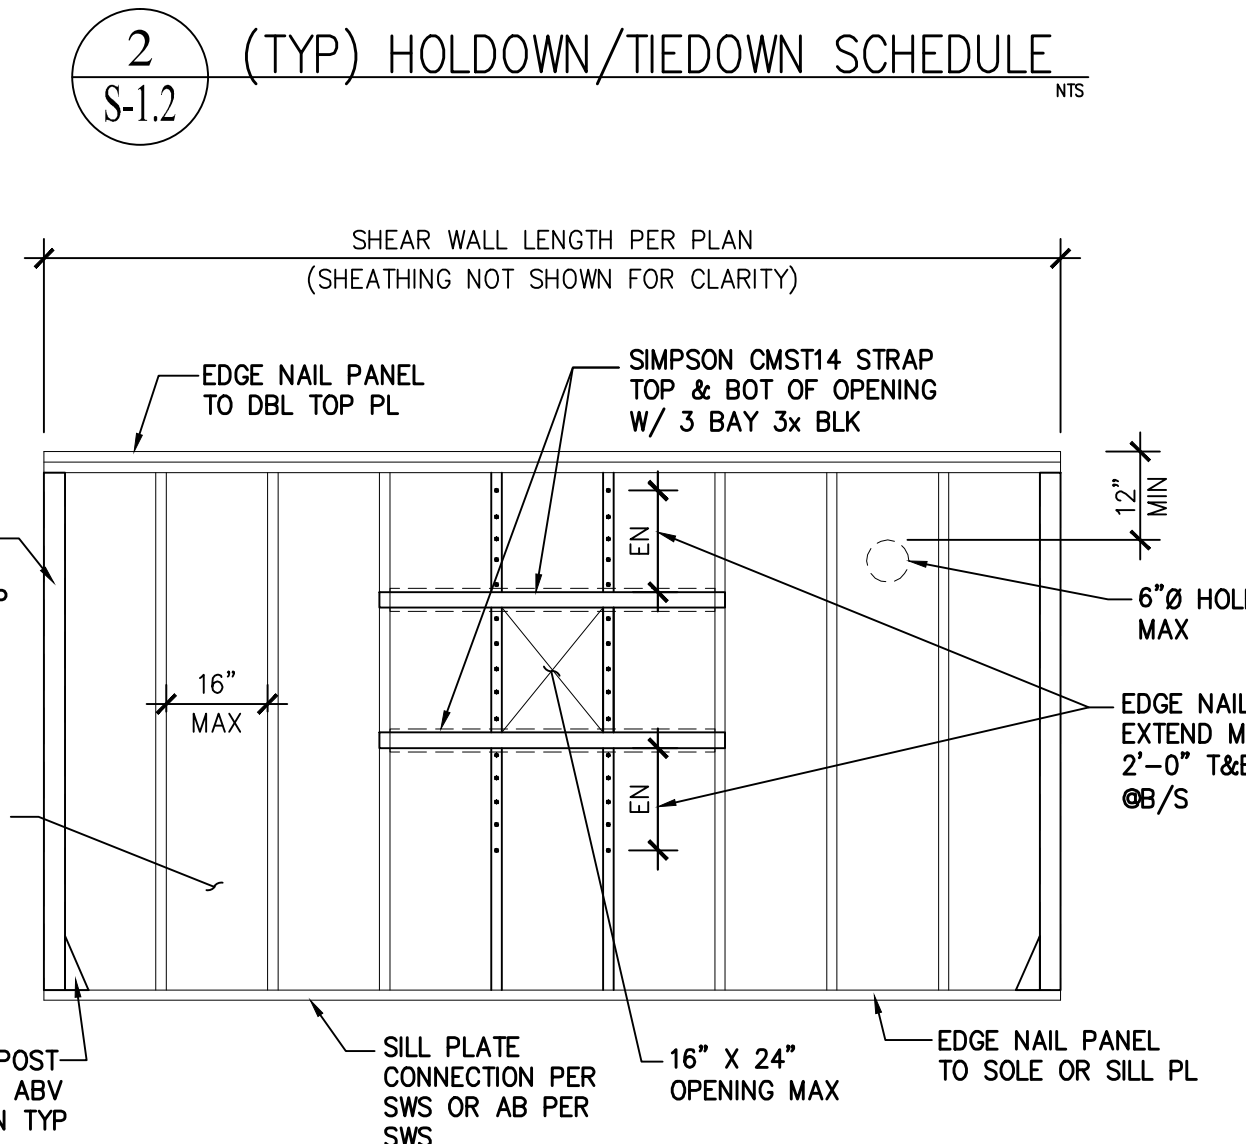 2
S-1.2
(TYP) HOLDOWN/TIEDOWN SCHEDULE
NTS
SHEAR WALL LENGTH PER PLAN
(SHEATHING NOT SHOWN FOR CLARITY)
EDGE NAIL PANEL
TO DBL TOP PL
SIMPSON CMST14 STRAP
TOP & BOT OF OPENING
W/ 3 BAY 3x BLK
12"
MIN
EN
6"Ø HOL
MAX
16"
MAX
EDGE NAIL
EXTEND M
2'-0" T&B
@B/S
EN
POST
ABV
N TYP
SILL PLATE
CONNECTION PER
SWS OR AB PER
SWS
16" X 24"
OPENING MAX
EDGE NAIL PANEL
TO SOLE OR SILL PL